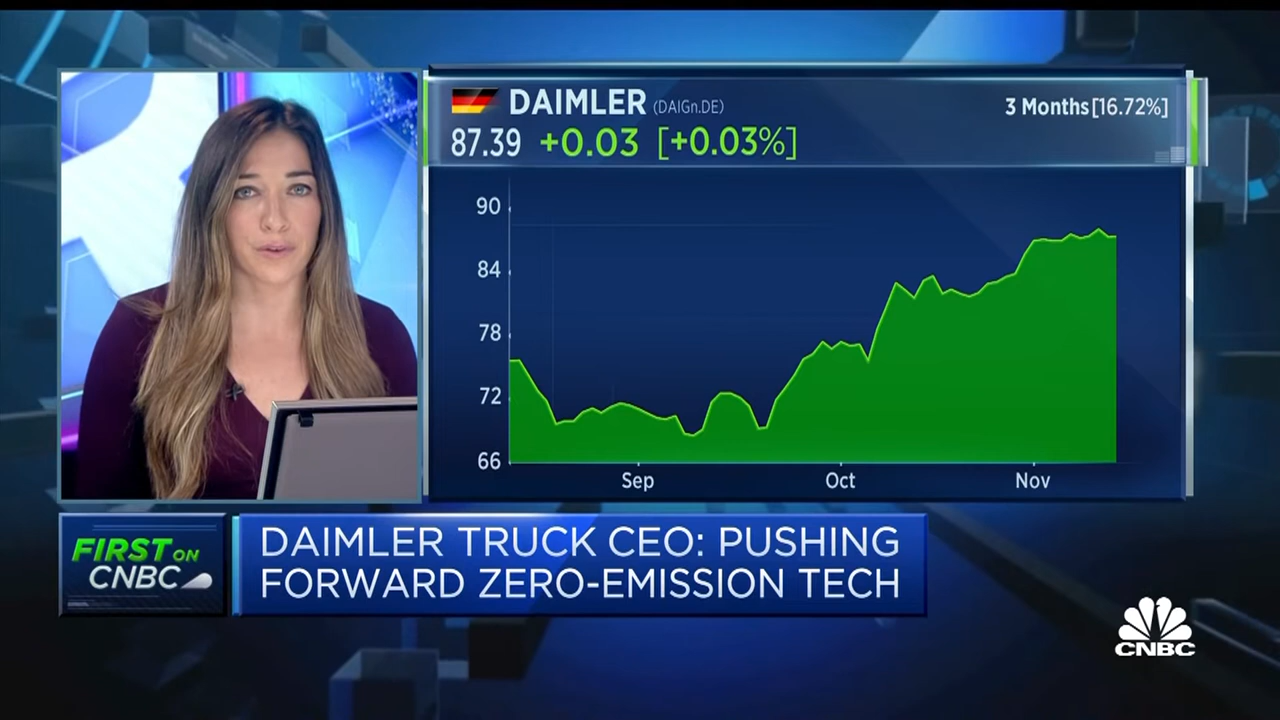 DAIMLER (DAIGn.DE)
3 Months [16.72%]
87.39 +0.03 [+0.03%]
90
84
78
72
66
Sep Oct Nov
FIRST ON
CNBC
DAIMLER TRUCK CEO: PUSHING
FORWARD ZERO-EMISSION TECH
CNBC